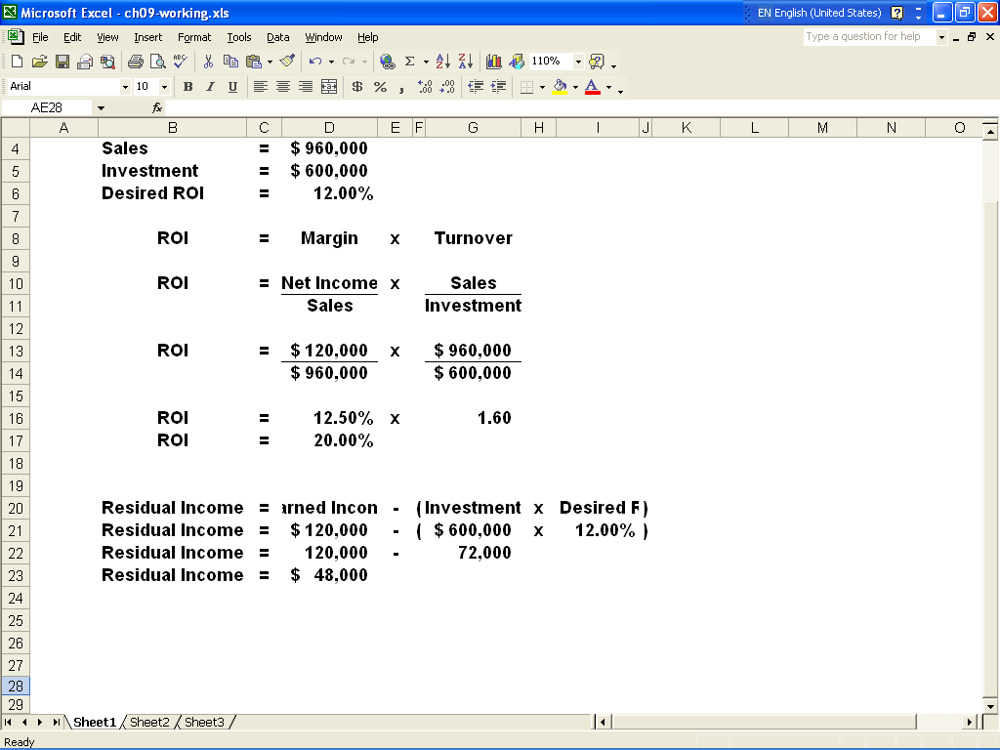 Microsoft Excel - ch09-working.xls
EN English (United States)
File Edit View Insert Format Tools Data Window Help
Type a question for help
110%
Arial 10 B I U $ % ,
AE28 fx
A B C D E F G H I J K L M N O
4 Sales = $ 960,000
5 Investment = $ 600,000
6 Desired ROI = 12.00%
7
8 ROI = Margin x Turnover
9
10 ROI = Net Income x Sales
11 Sales Investment
12
13 ROI = $ 120,000 x $ 960,000
14 $ 960,000 $ 600,000
15
16 ROI = 12.50% x 1.60
17 ROI = 20.00%
18
19
20 Residual Income = arned Incon - ( Investment x Desired F )
21 Residual Income = $ 120,000 - ( $ 600,000 x 12.00% )
22 Residual Income = 120,000 - 72,000
23 Residual Income = $ 48,000
24
25
26
27
28
29
Sheet1 Sheet2 Sheet3
Ready